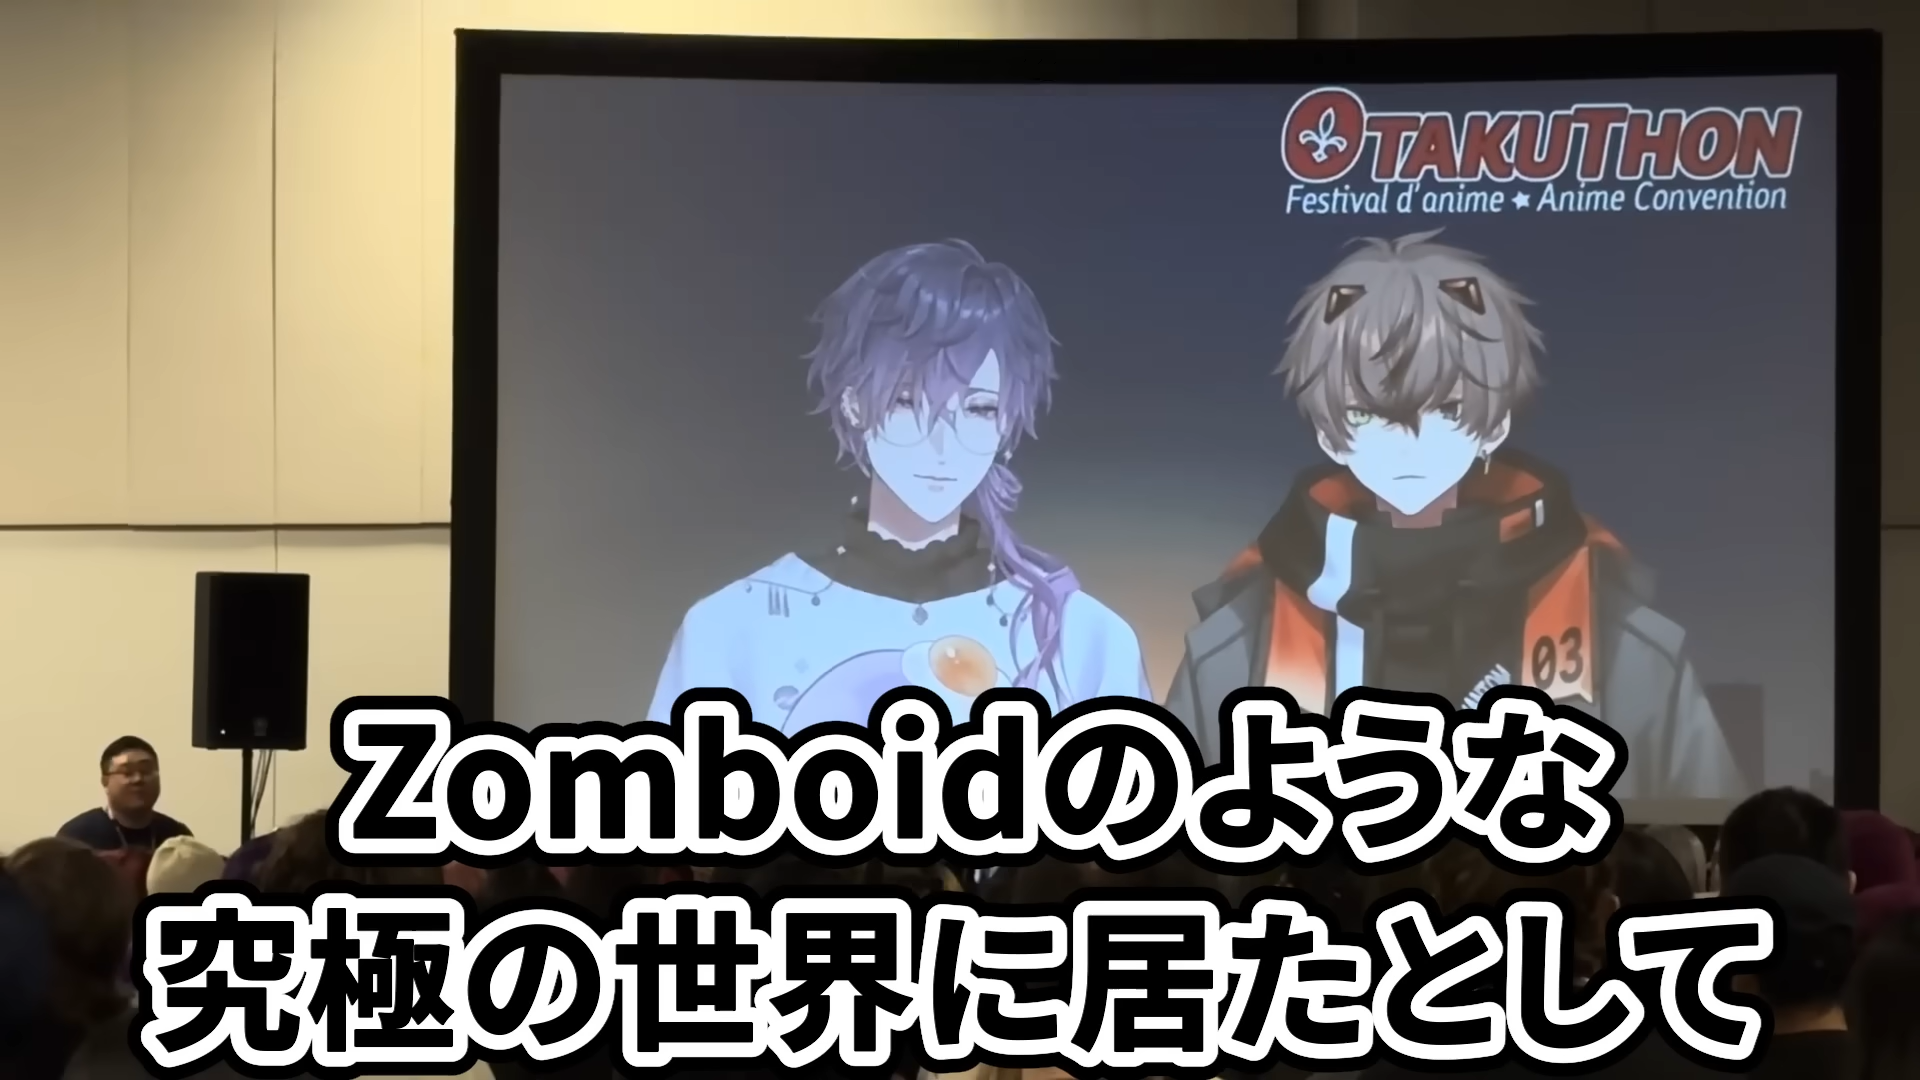 OTAKUTHON
Festival d'anime ★ Anime Convention
03
Zomboidのような
究極の世界に居たとして